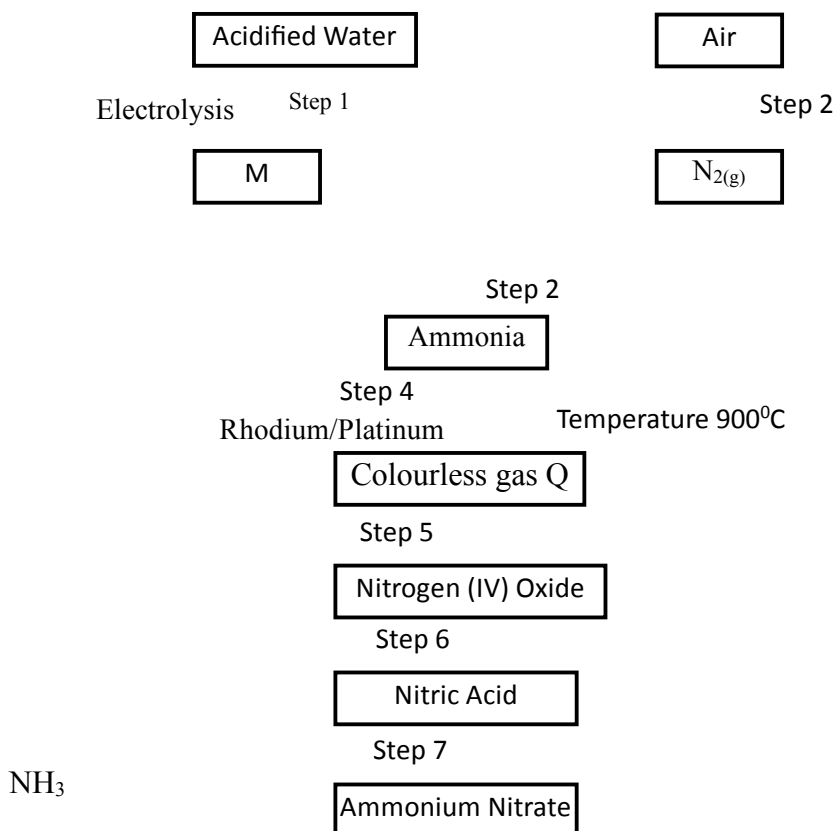 Acidified Water
Air
Electrolysis
Step 1
Step 2
M
N₂(g)
Step 2
Ammonia
Step 4
Rhodium/Platinum
Temperature 900⁰C
Colourless gas Q
Step 5
Nitrogen (IV) Oxide
Step 6
Nitric Acid
Step 7
NH₃
Ammonium Nitrate